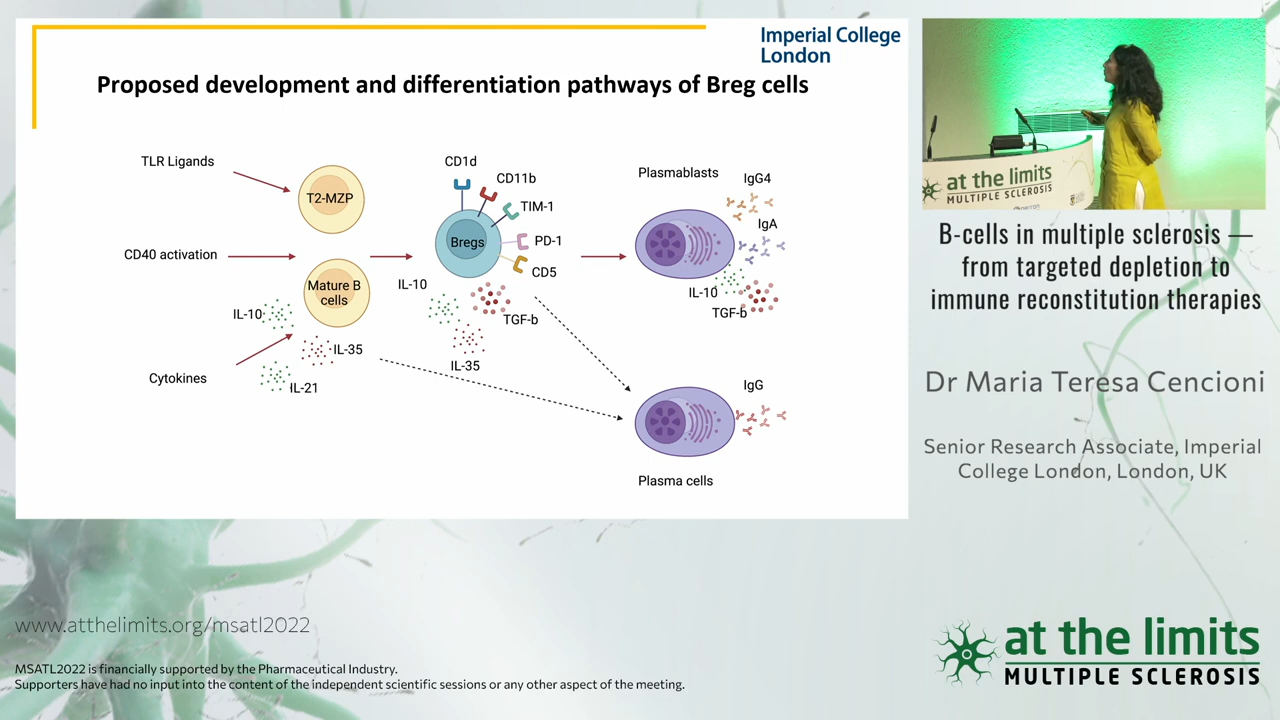 Imperial College
London
Proposed development and differentiation pathways of Breg cells
TLR Ligands
T2-MZP
CD40 activation
Mature B
cells
IL-10
IL-35
Cytokines
IL-21
CD1d
CD11b
TIM-1
Bregs
PD-1
CD5
IL-10
TGF-b
IL-35
Plasmablasts
IgG4
IgA
IL-10
TGF-b
IgG
Plasma cells
at the limits
MULTIPLE SCLEROSIS
B-cells in multiple sclerosis —
from targeted depletion to
immune reconstitution therapies
Dr Maria Teresa Cencioni
Senior Research Associate, Imperial
College London, London, UK
www.atthelimits.org/msatl2022
MSATL2022 is financially supported by the Pharmaceutical Industry.
Supporters have had no input into the content of the independent scientific sessions or any other aspect of the meeting.
at the limits
MULTIPLE SCLEROSIS